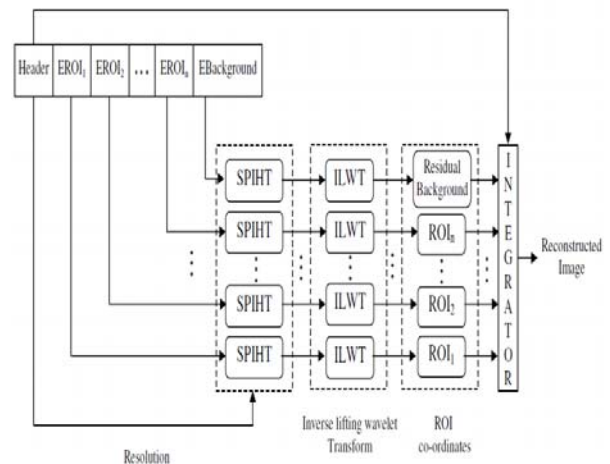 Header EROI₁ EROI₂ ... EROIₙ EBackground
SPIHT ILWT Residual Background
SPIHT ILWT ROIₙ
SPIHT ILWT ROI₂
SPIHT ILWT ROI₁
INTEGRATOR
Reconstructed
Image
Inverse lifting wavelet
Transform
ROI
co-ordinates
Resolution